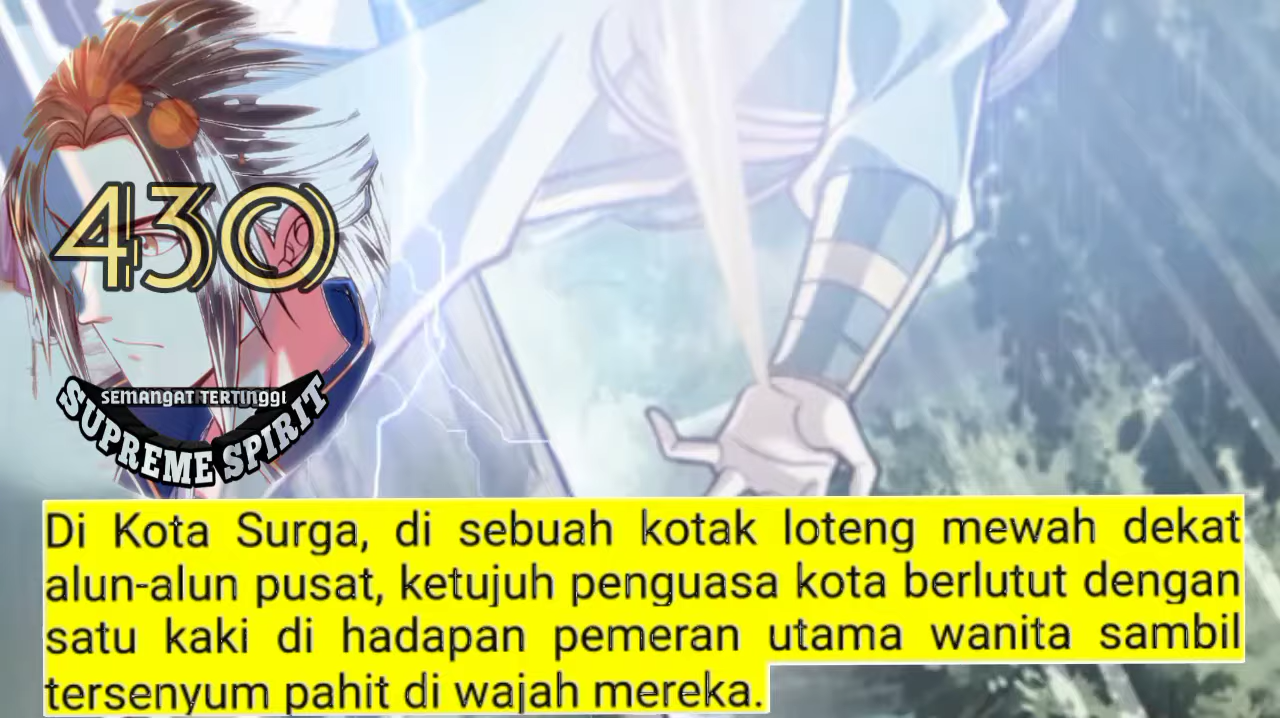 430
SEMANGAT TERTINGGI
SUPREME SPIRIT
Di Kota Surga, di sebuah kotak loteng mewah dekat
alun-alun pusat, ketujuh penguasa kota berlutut dengan
satu kaki di hadapan pemeran utama wanita sambil
tersenyum pahit di wajah mereka.